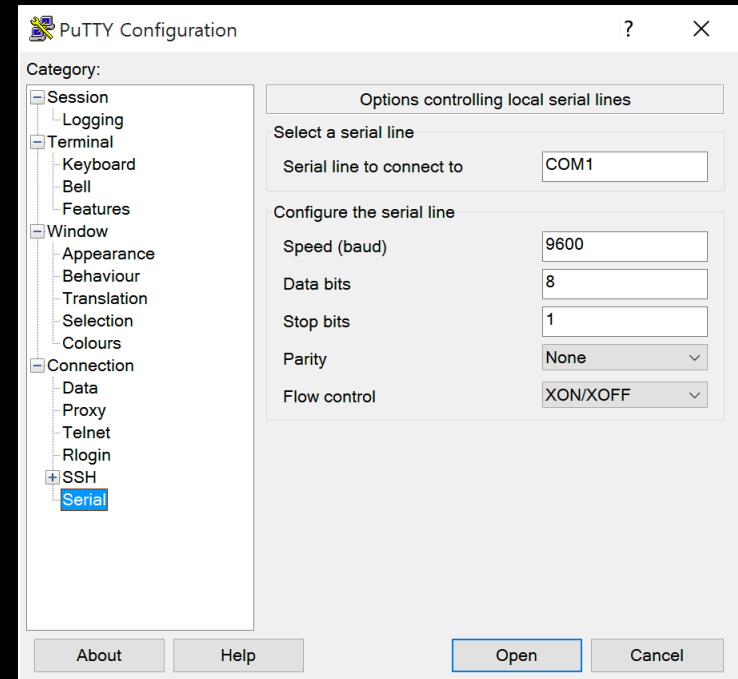 PuTTY Configuration ?
Category:
Session
Logging
Terminal
Keyboard
Bell
Features
Window
Appearance
Behaviour
Translation
Selection
Colours
Connection
Data
Proxy
Telnet
Rlogin
SSH
Serial
Options controlling local serial lines
Select a serial line
Serial line to connect to COM1
Configure the serial line
Speed (baud) 9600
Data bits 8
Stop bits 1
Parity None
Flow control XON/XOFF
About Help Open Cancel